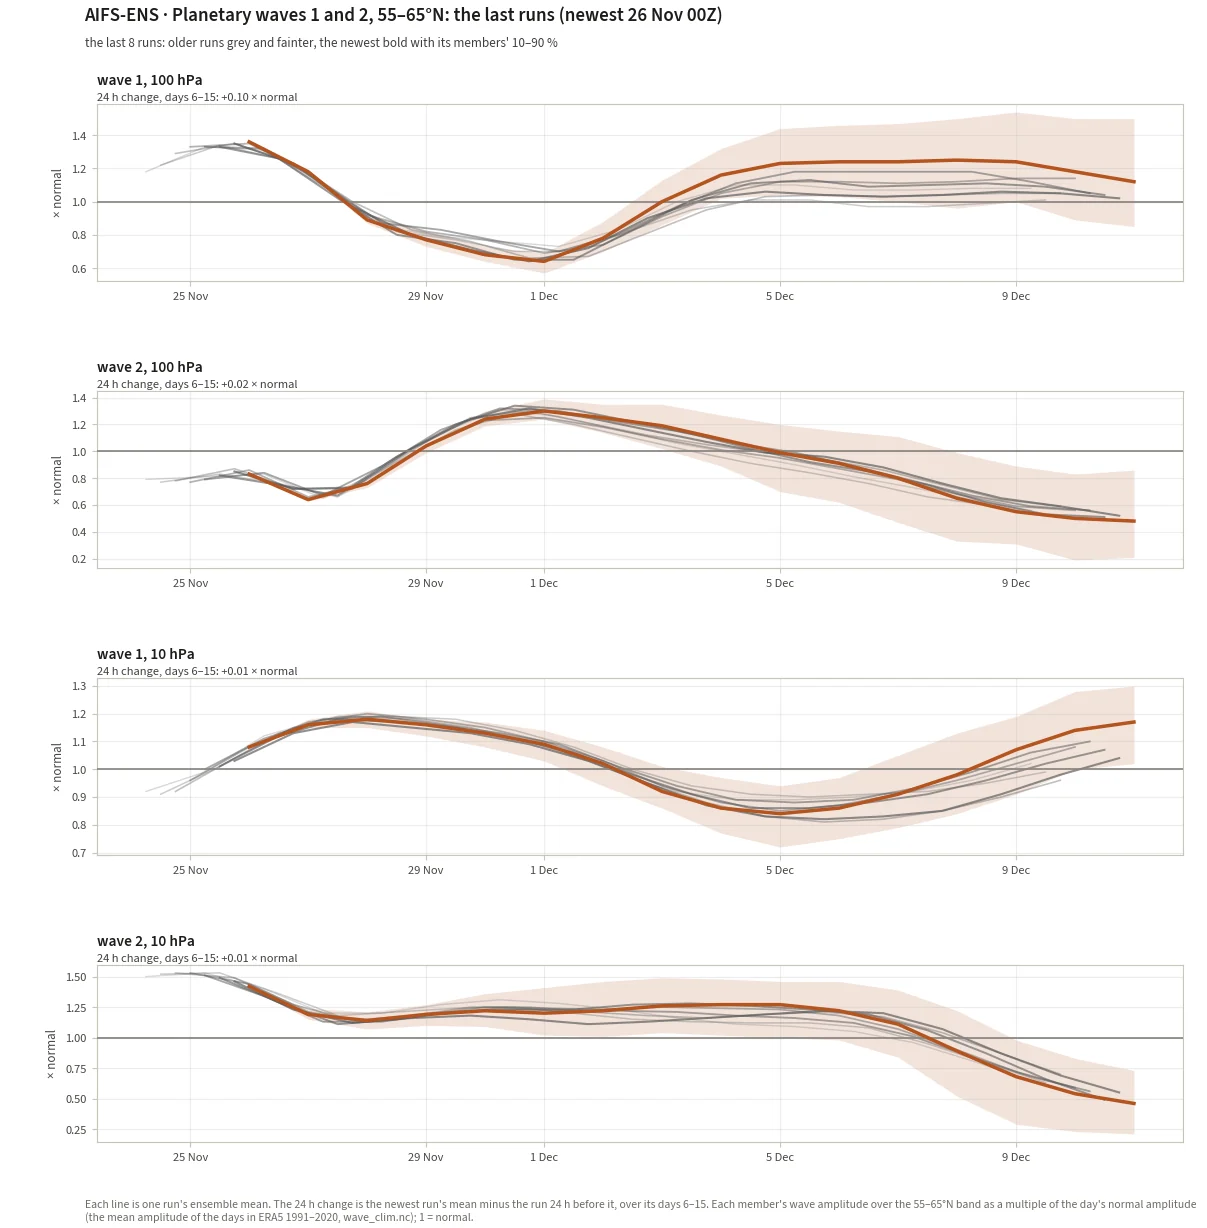 AIFS-ENS · Planetary waves 1 and 2, 55–65°N: the last runs (newest 26 Nov 00Z)
the last 8 runs: older runs grey and fainter, the newest bold with its members' 10–90 %
wave 1, 100 hPa
24 h change, days 6–15: +0.10 × normal
× normal
1.4
1.2
1.0
0.8
0.6
25 Nov
29 Nov
1 Dec
5 Dec
9 Dec
wave 2, 100 hPa
24 h change, days 6–15: +0.02 × normal
× normal
1.4
1.2
1.0
0.8
0.6
0.4
0.2
25 Nov
29 Nov
1 Dec
5 Dec
9 Dec
wave 1, 10 hPa
24 h change, days 6–15: +0.01 × normal
× normal
1.3
1.2
1.1
1.0
0.9
0.8
0.7
25 Nov
29 Nov
1 Dec
5 Dec
9 Dec
wave 2, 10 hPa
24 h change, days 6–15: +0.01 × normal
× normal
1.50
1.25
1.00
0.75
0.50
0.25
25 Nov
29 Nov
1 Dec
5 Dec
9 Dec
Each line is one run's ensemble mean. The 24 h change is the newest run's mean minus the run 24 h before it, over its days 6–15. Each member's wave amplitude over the 55–65°N band as a multiple of the day's normal amplitude
(the mean amplitude of the days in ERA5 1991–2020, wave_clim.nc); 1 = normal.